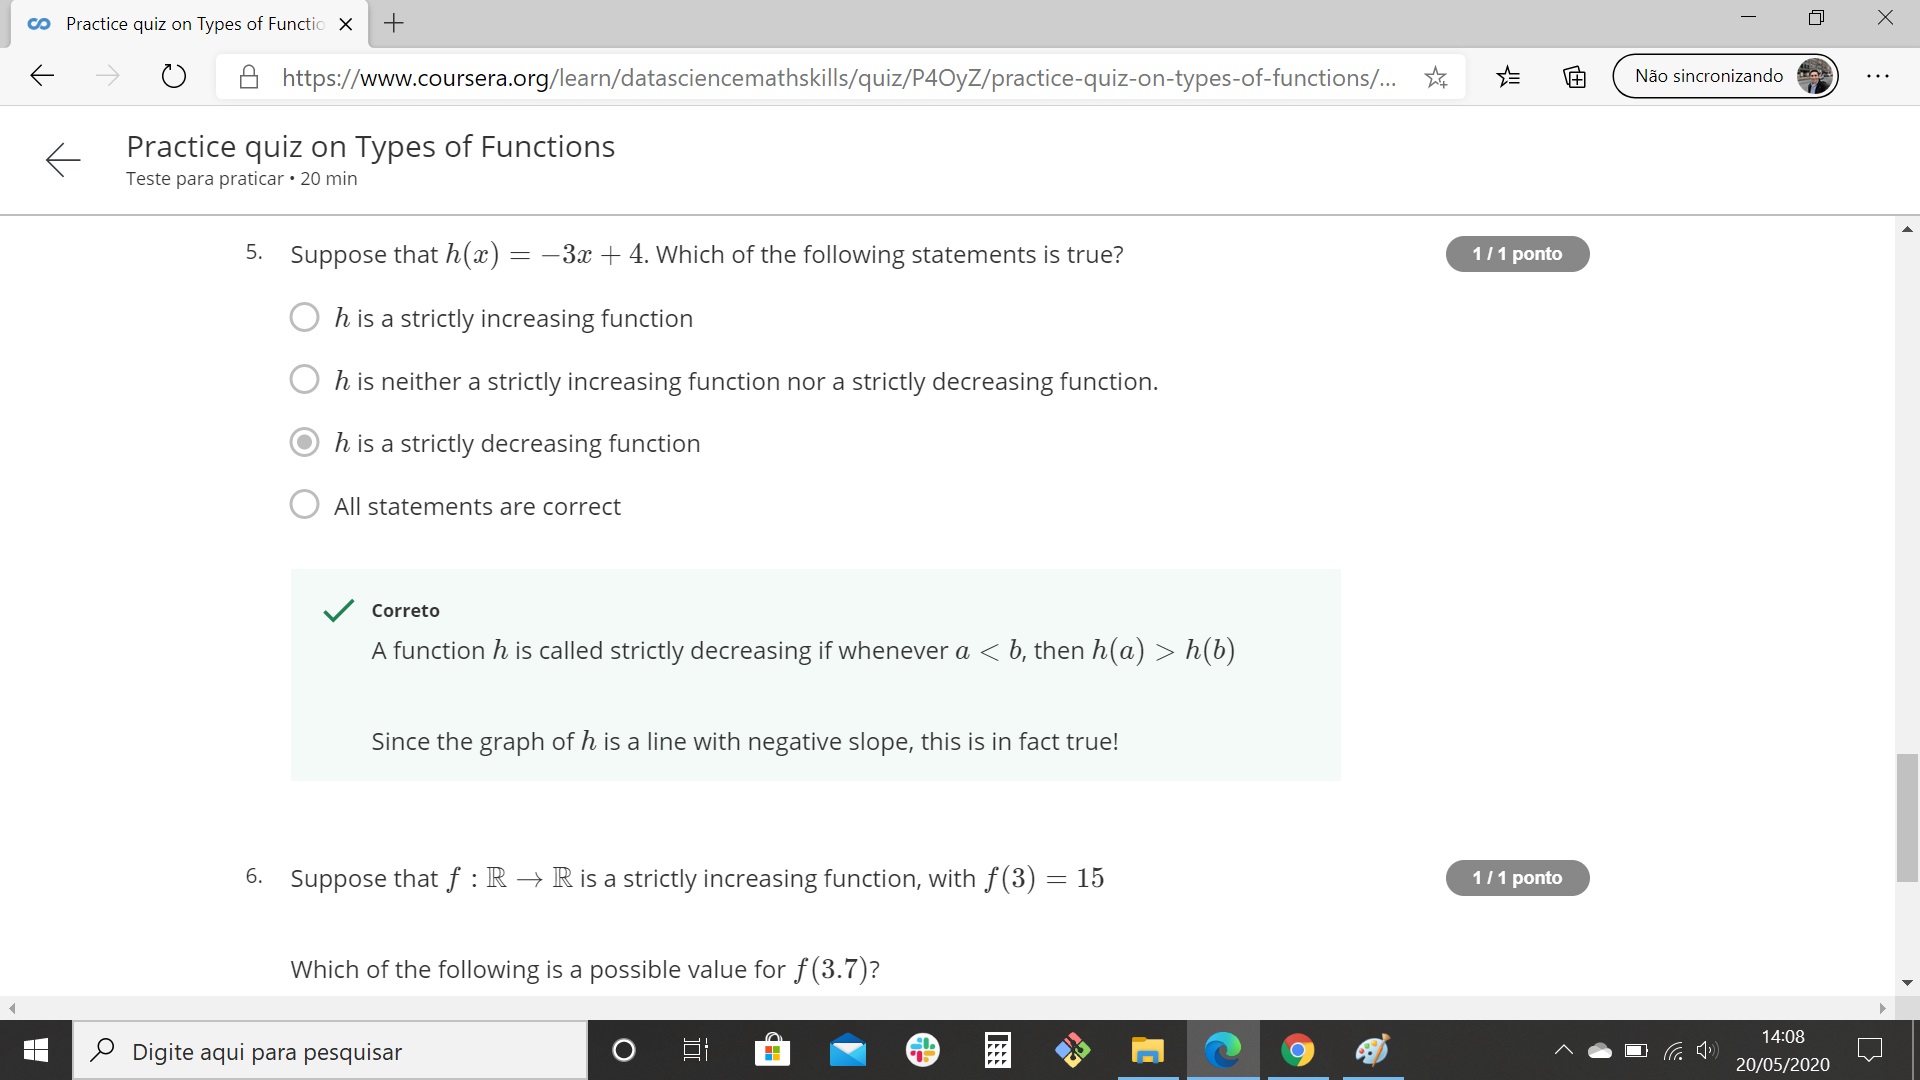 Practice quiz on Types of Functio
https://www.coursera.org/learn/datasciencemathskills/quiz/P4OyZ/practice-quiz-on-types-of-functions/...
Não sincronizando
Practice quiz on Types of Functions
Teste para praticar • 20 min
5. Suppose that h(x) = −3x + 4. Which of the following statements is true?
1 / 1 ponto
h is a strictly increasing function
h is neither a strictly increasing function nor a strictly decreasing function.
h is a strictly decreasing function
All statements are correct
Correto
A function h is called strictly decreasing if whenever a < b, then h(a) > h(b)
Since the graph of h is a line with negative slope, this is in fact true!
6. Suppose that f : ℝ → ℝ is a strictly increasing function, with f(3) = 15
1 / 1 ponto
Which of the following is a possible value for f(3.7)?
Digite aqui para pesquisar
14:08
20/05/2020